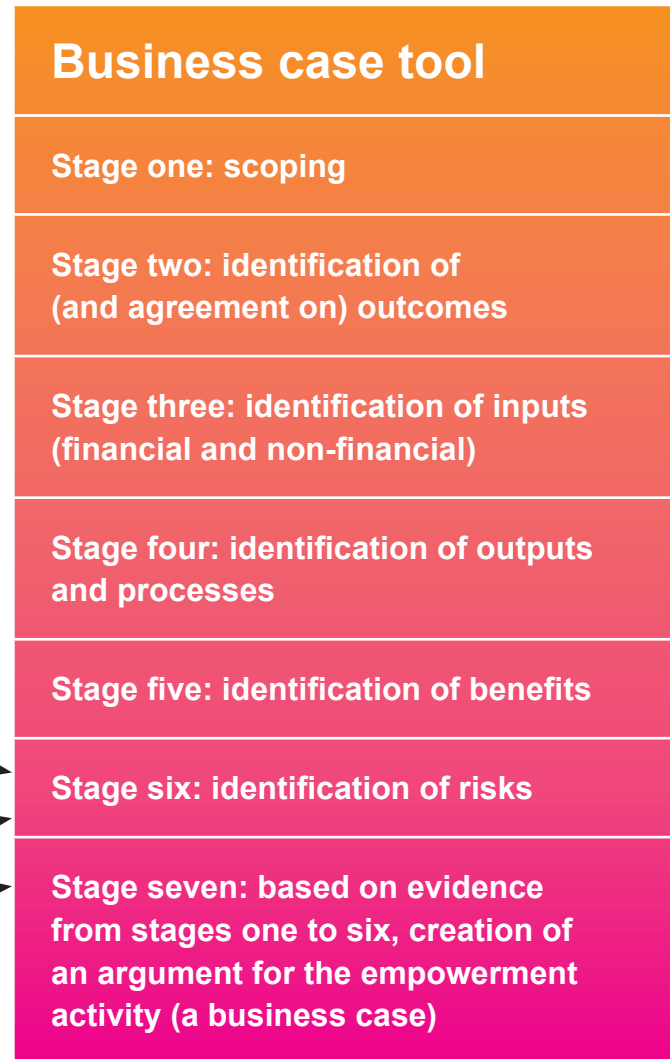 Business case tool
Stage one: scoping
Stage two: identification of
(and agreement on) outcomes
Stage three: identification of inputs
(financial and non-financial)
Stage four: identification of outputs
and processes
Stage five: identification of benefits
Stage six: identification of risks
Stage seven: based on evidence
from stages one to six, creation of
an argument for the empowerment
activity (a business case)